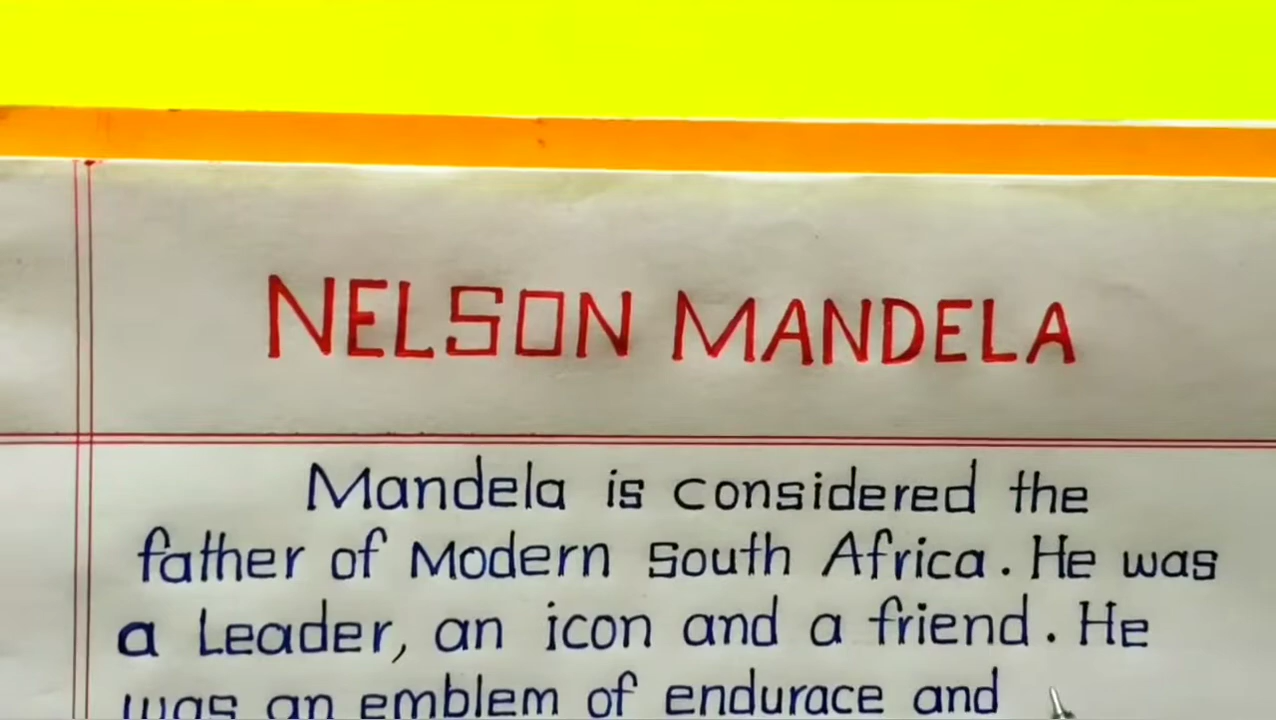 NELSON MANDELA
Mandela is considered the
father of Modern South Africa. He was
a Leader, an icon and a friend. He
was an emblem of endurace and